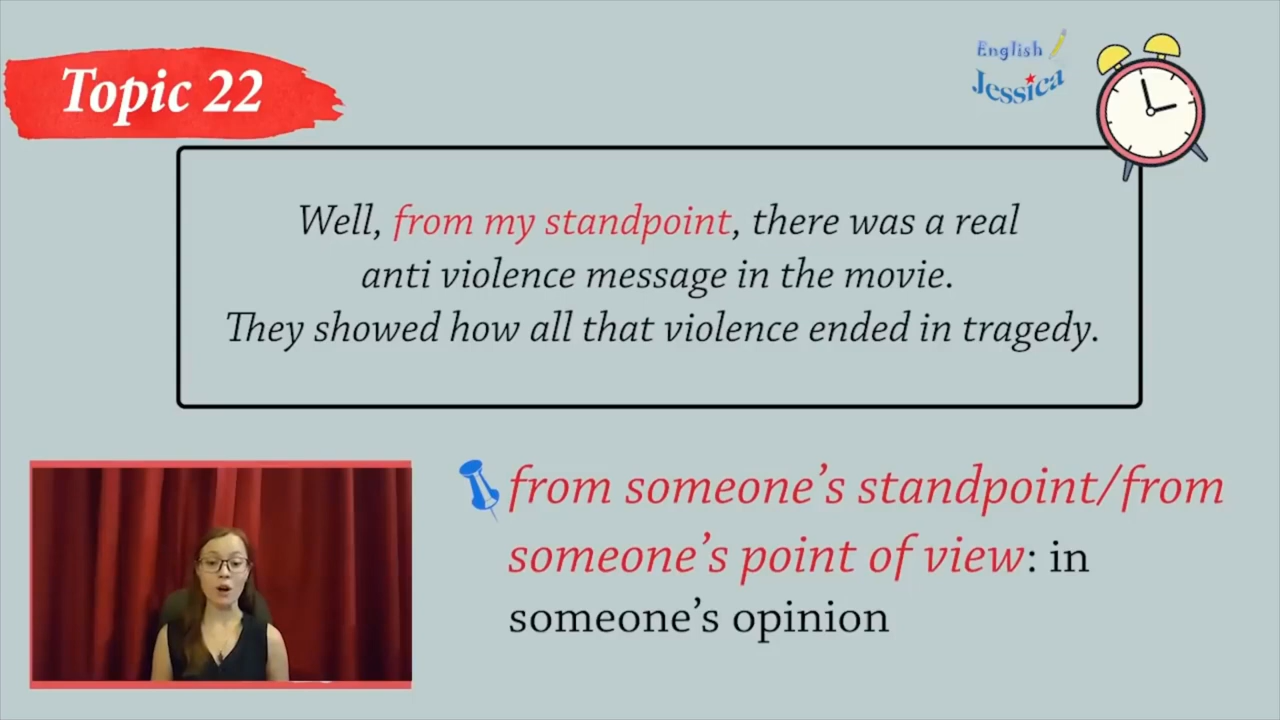 Topic 22
English
Jessica
Well, from my standpoint, there was a real
anti violence message in the movie.
They showed how all that violence ended in tragedy.
from someone's standpoint/from
someone's point of view: in
someone's opinion